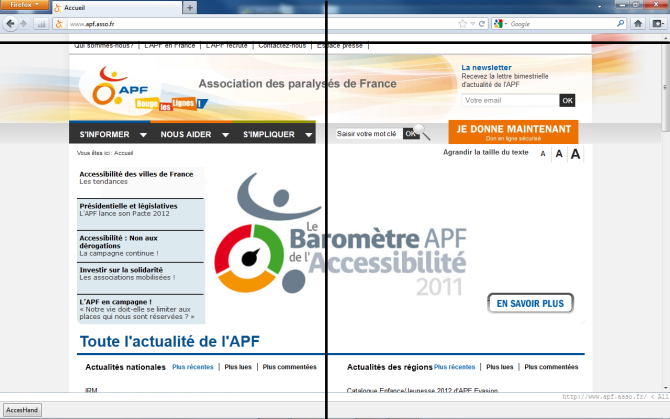 Firefox
Accueil
www.apf.asso.fr
Google
Qui sommes-nous? | L'APF en France | L'APF recrute | Contactez-nous | Espace presse |
APF
Bouge les Lignes !
Association des paralysés de France
La newsletter
Recevez la lettre bimestrielle
d'actualité de l'APF
Votre email
OK
S'INFORMER
NOUS AIDER
S'IMPLIQUER
Saisir votre mot clé
OK
JE DONNE MAINTENANT
Don en ligne sécurisé
Vous êtes ici : Accueil
Agrandir la taille du texte A | A | A
Accessibilité des villes de France
Les tendances
Présidentielle et législatives
L'APF lance son Pacte 2012
Accessibilité : Non aux
dérogations
La campagne continue !
Investir sur la solidarité
Les associations mobilisées !
L'APF en campagne !
« Notre vie doit-elle se limiter aux
places qui nous sont réservées ? »
Le
Baromètre APF
de l'Accessibilité
2011
EN SAVOIR PLUS
Toute l'actualité de l'APF
Actualités nationales Plus récentes | Plus lues | Plus commentées
Actualités des régions Plus récentes | Plus lues | Plus commentées
IRM
Catalogue Enfance/Jeunesse 2012 d'APF Evasion
http://www.apf.asso.fr/ < All
AccesHand